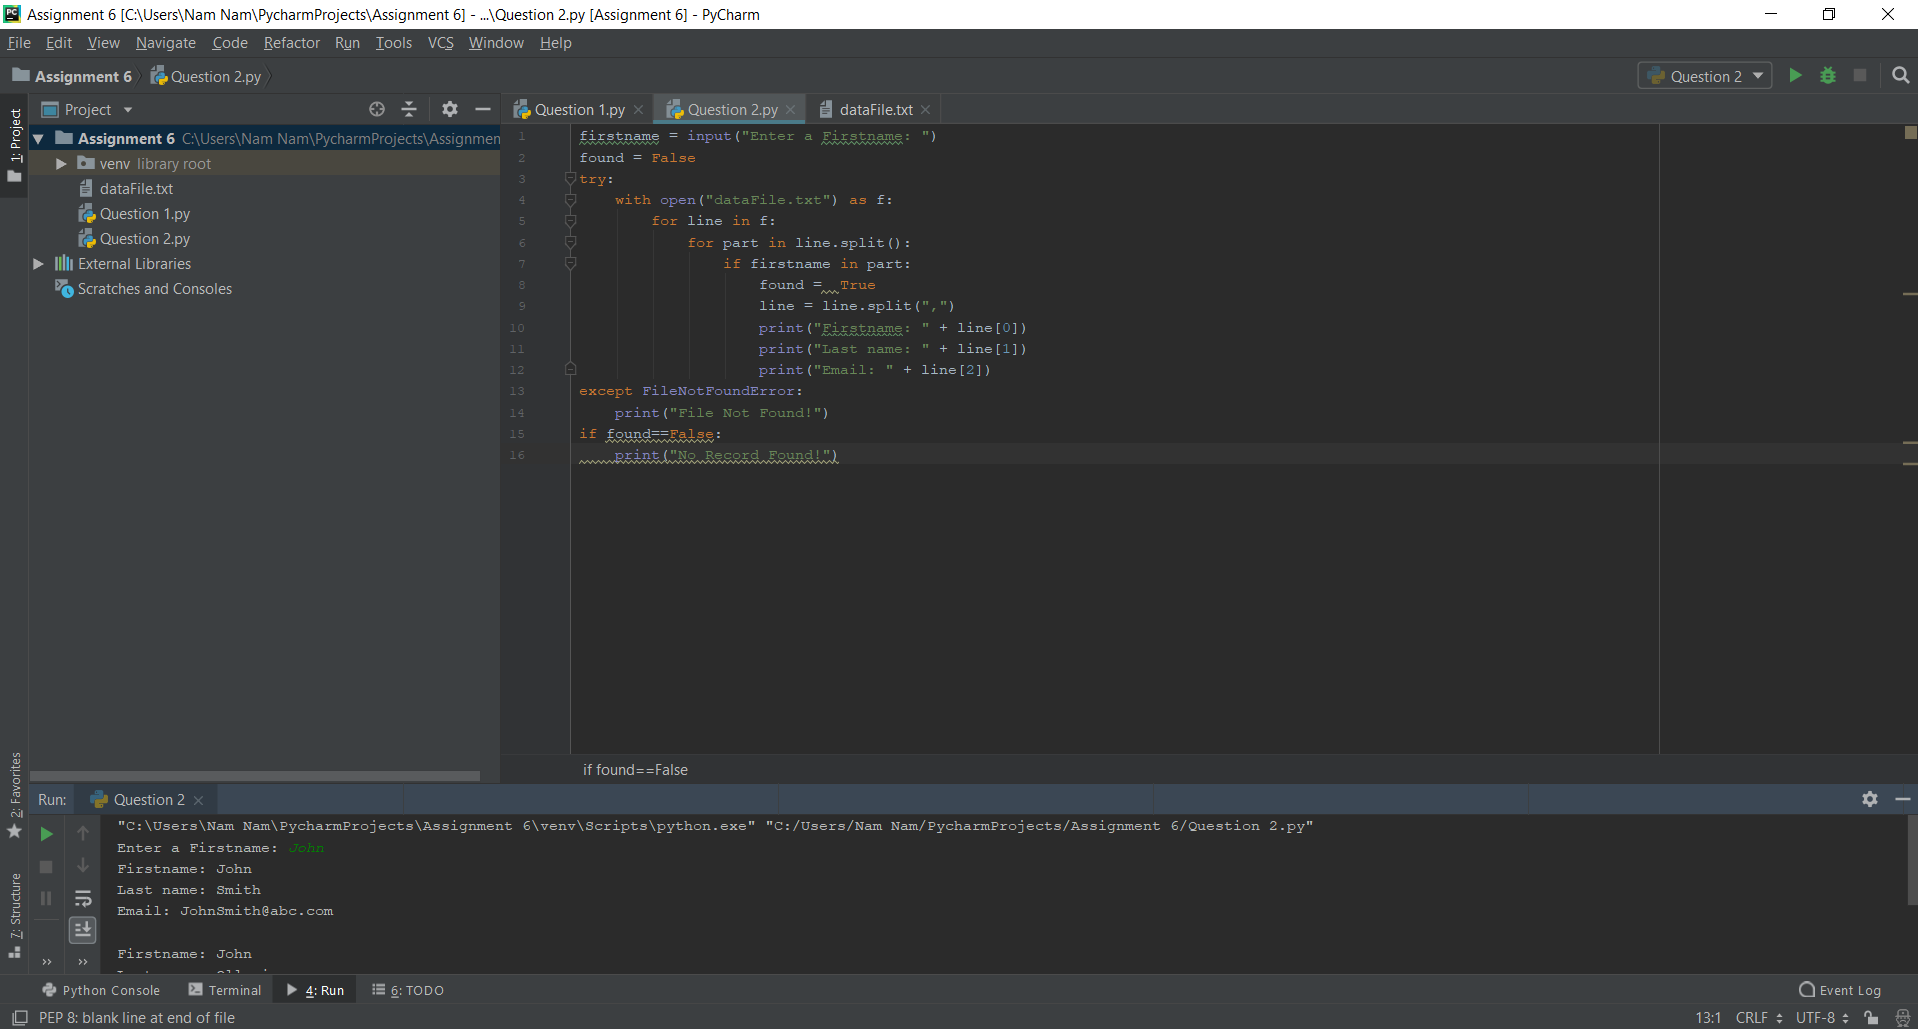 Assignment 6 [C:\Users\Nam Nam\PycharmProjects\Assignment 6] - ...\Question 2.py [Assignment 6] - PyCharm
File Edit View Navigate Code Refactor Run Tools VCS Window Help
Assignment 6 Question 2.py Question 2
1: Project
Project
Question 1.py Question 2.py dataFile.txt
Assignment 6 C:\Users\Nam Nam\PycharmProjects\Assignmen
venv library root
dataFile.txt
Question 1.py
Question 2.py
External Libraries
Scratches and Consoles
1 firstname = input("Enter a Firstname: ")
2 found = False
3 try:
4     with open("dataFile.txt") as f:
5         for line in f:
6             for part in line.split():
7                 if firstname in part:
8                     found =  True
9                     line = line.split(",")
10                     print("Firstname: " + line[0])
11                     print("Last name: " + line[1])
12                     print("Email: " + line[2])
13 except FileNotFoundError:
14     print("File Not Found!")
15 if found==False:
16     print("No Record Found!")
if found==False
2: Favorites
7: Structure
Run: Question 2
"C:\Users\Nam Nam\PycharmProjects\Assignment 6\venv\Scripts\python.exe" "C:/Users/Nam Nam/PycharmProjects/Assignment 6/Question 2.py"
Enter a Firstname: John
Firstname: John
Last name: Smith
Email: JohnSmith@abc.com
Firstname: John
Python Console Terminal 4: Run 6: TODO Event Log
PEP 8: blank line at end of file 13:1 CRLF UTF-8